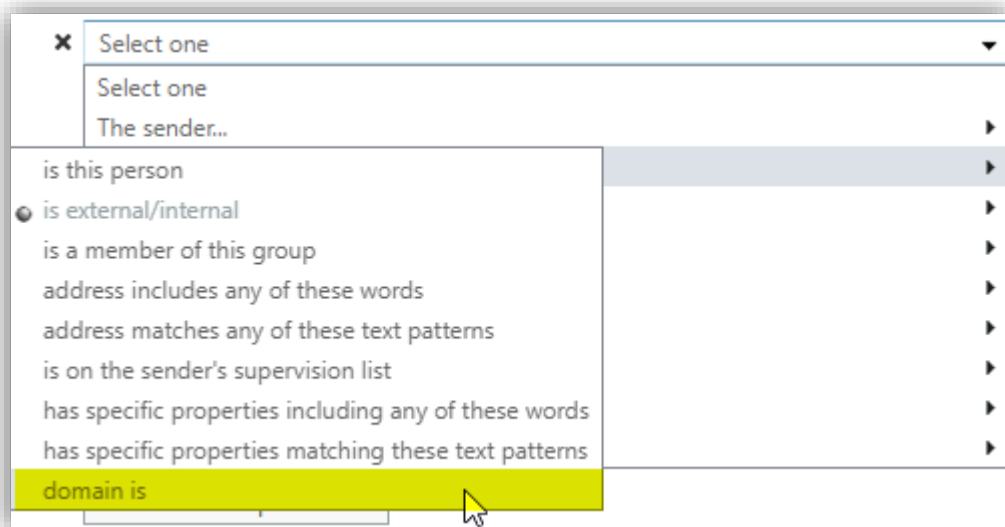 Select one
Select one
The sender...
is this person
is external/internal
is a member of this group
address includes any of these words
address matches any of these text patterns
is on the sender's supervision list
has specific properties including any of these words
has specific properties matching these text patterns
domain is